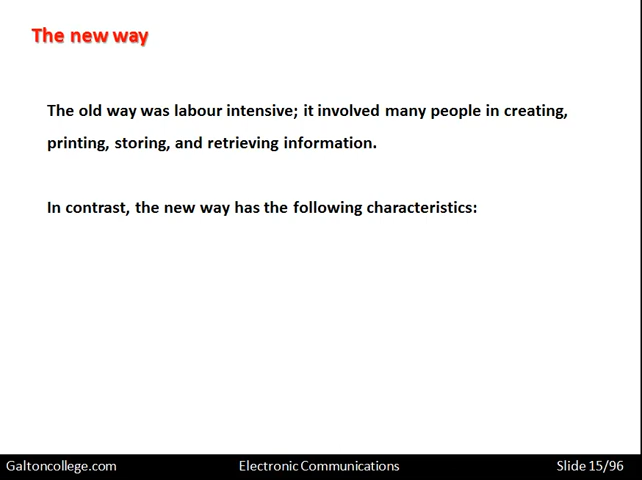 The new way
The old way was labour intensive; it involved many people in creating,
printing, storing, and retrieving information.
In contrast, the new way has the following characteristics:
Galtoncollege.com
Electronic Communications
Slide 15/96